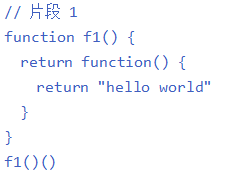 // 片段 1
function f1() {
  return function() {
    return "hello world"
  }
}
f1()()